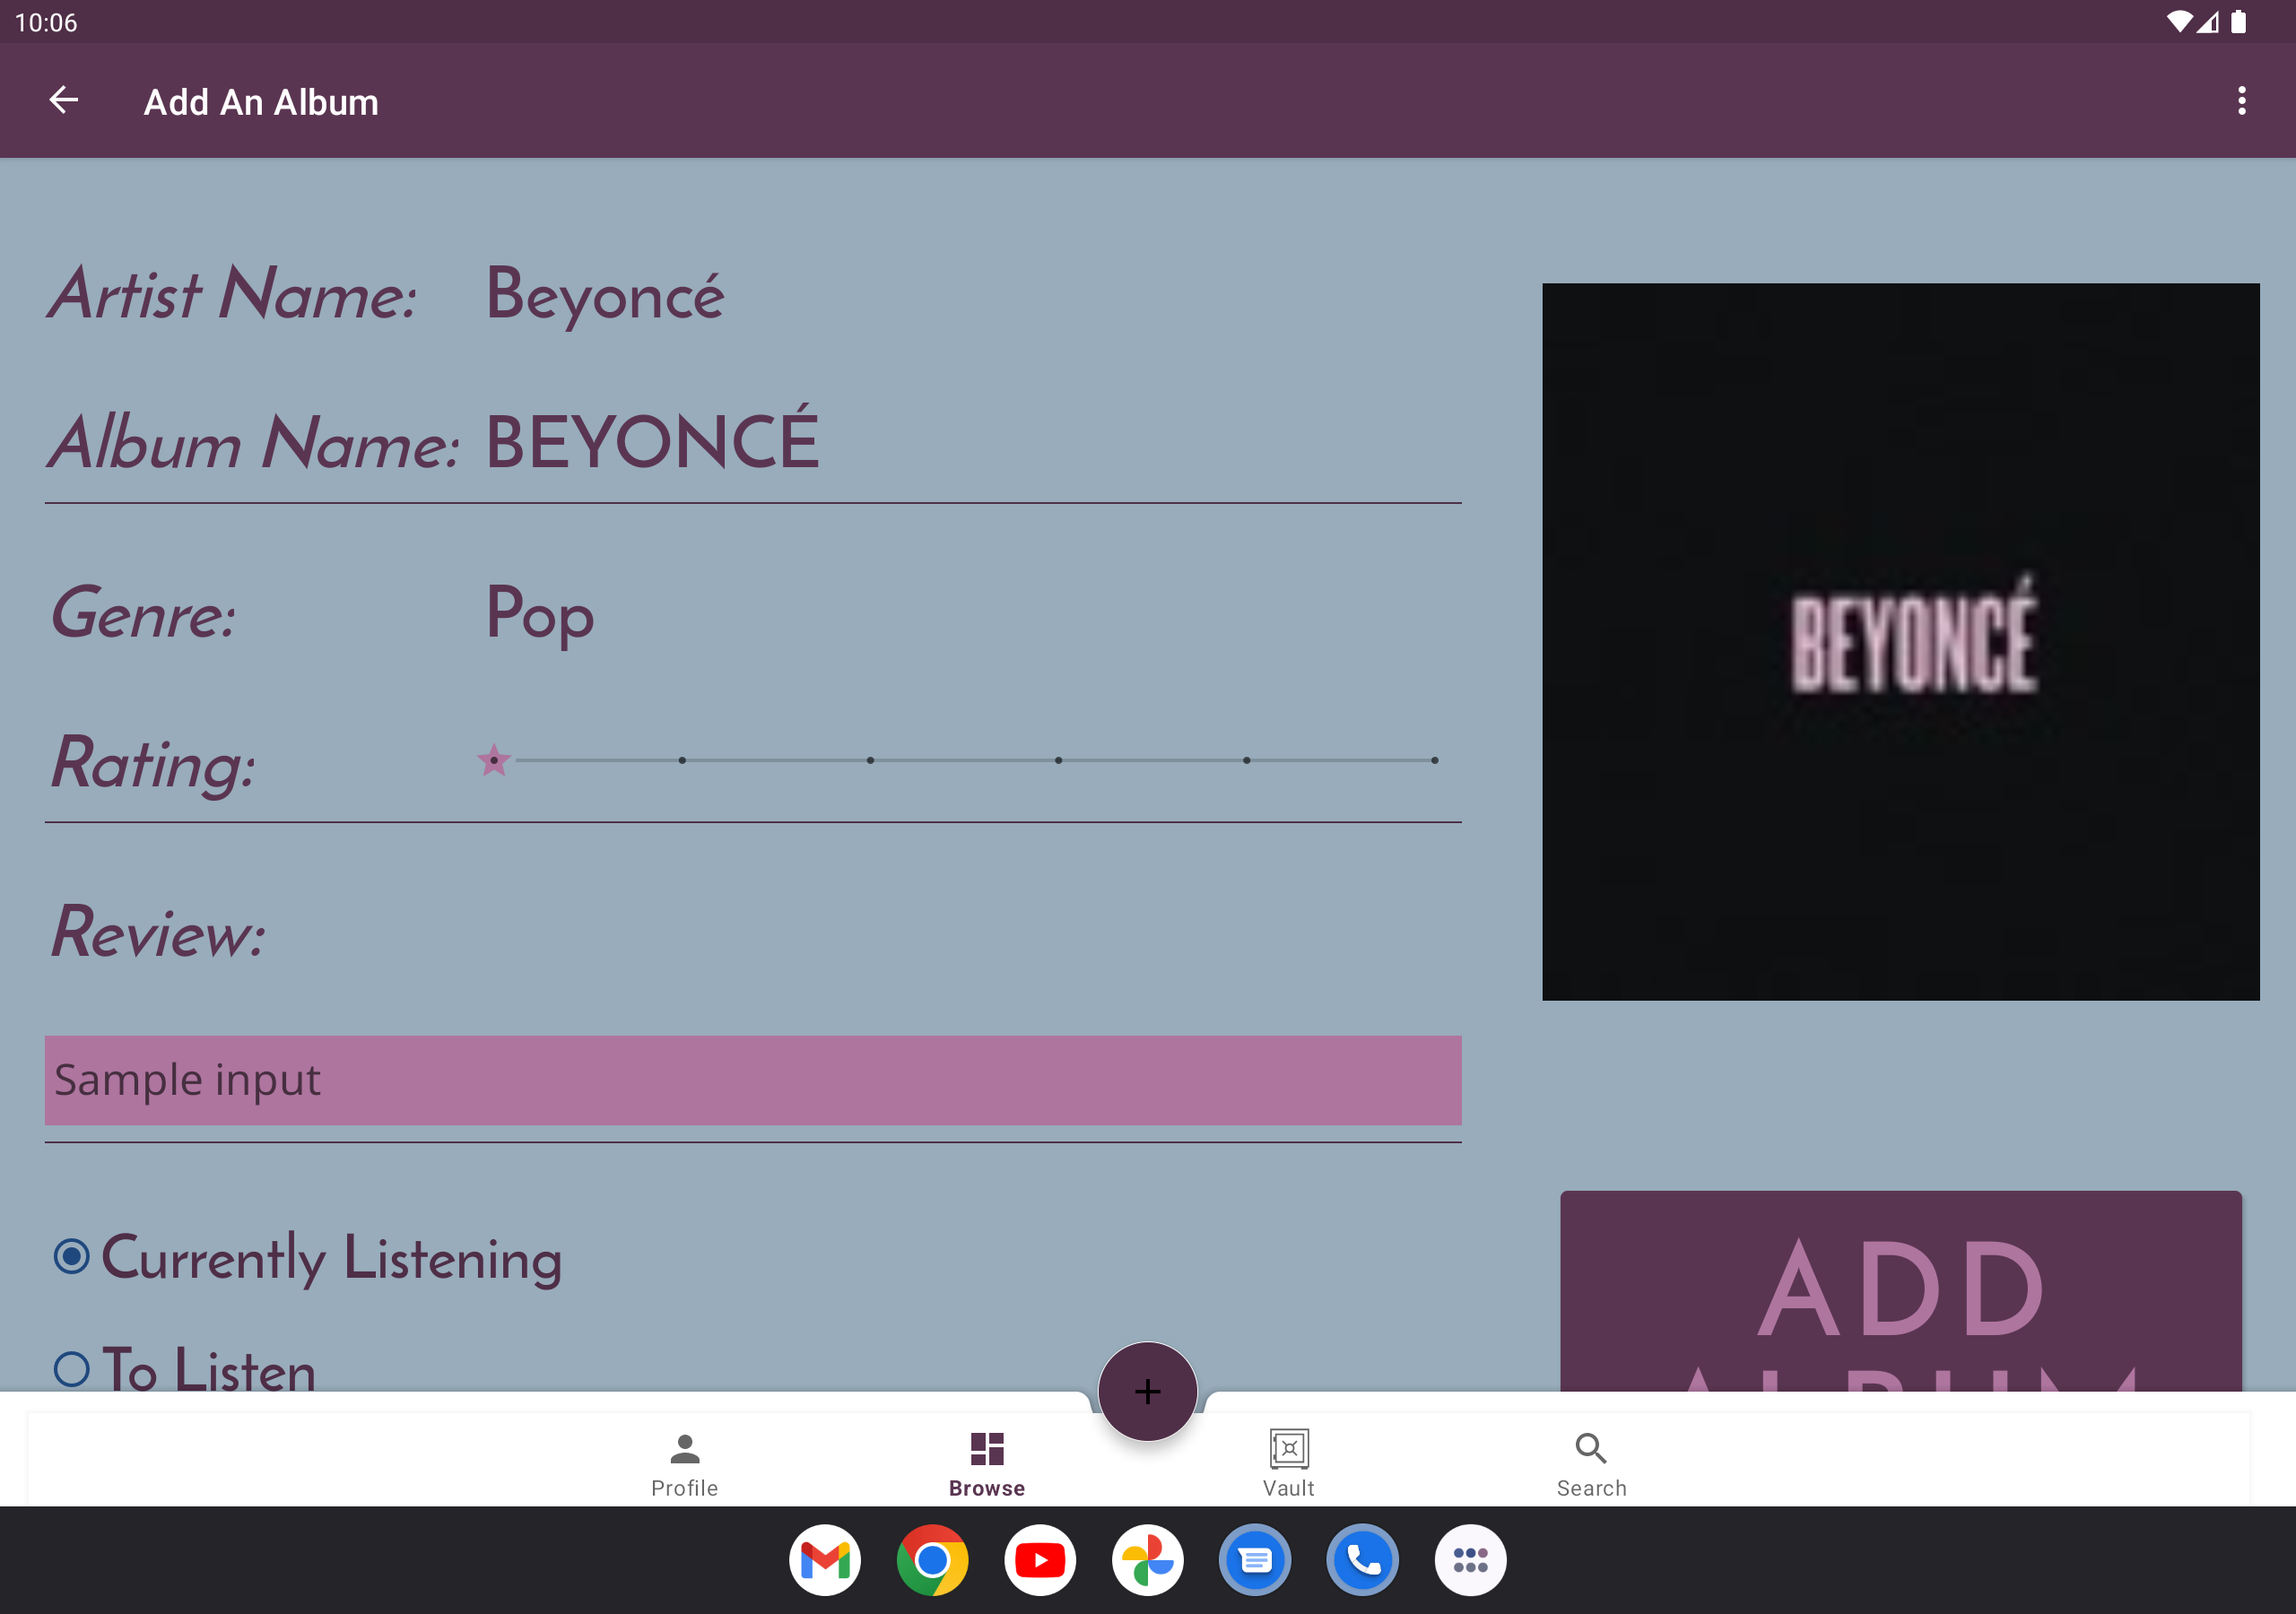 10:06
Add An Album
Artist Name: Beyoncé
Album Name: BEYONCÉ
BEYONCÉ
Genre: Pop
Rating:
Review:
Sample input
Currently Listening
To Listen
ADD
ALBUM
Profile
Browse
Vault
Search